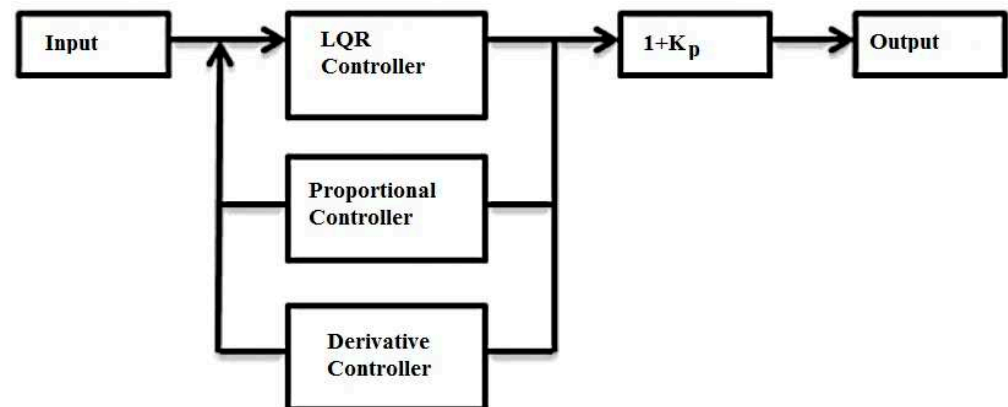 Input
LQR
Controller
1+Kp
Output
Proportional
Controller
Derivative
Controller